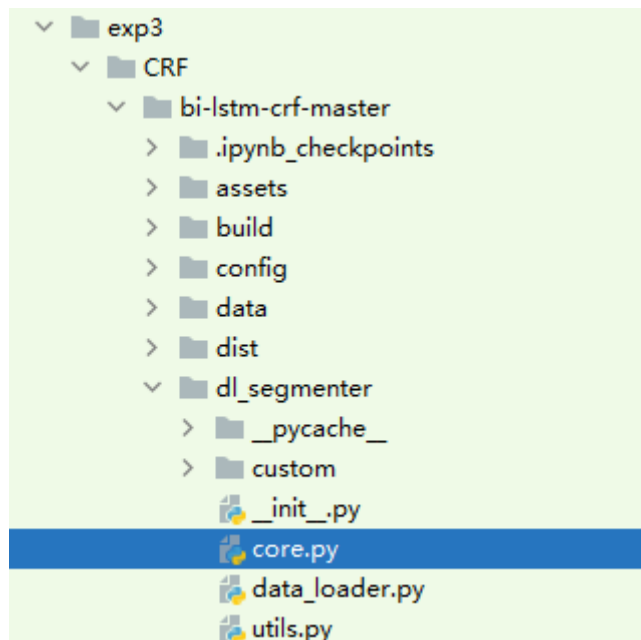 exp3
CRF
bi-lstm-crf-master
.ipynb_checkpoints
assets
build
config
data
dist
dl_segmenter
__pycache__
custom
__init__.py
core.py
data_loader.py
utils.py